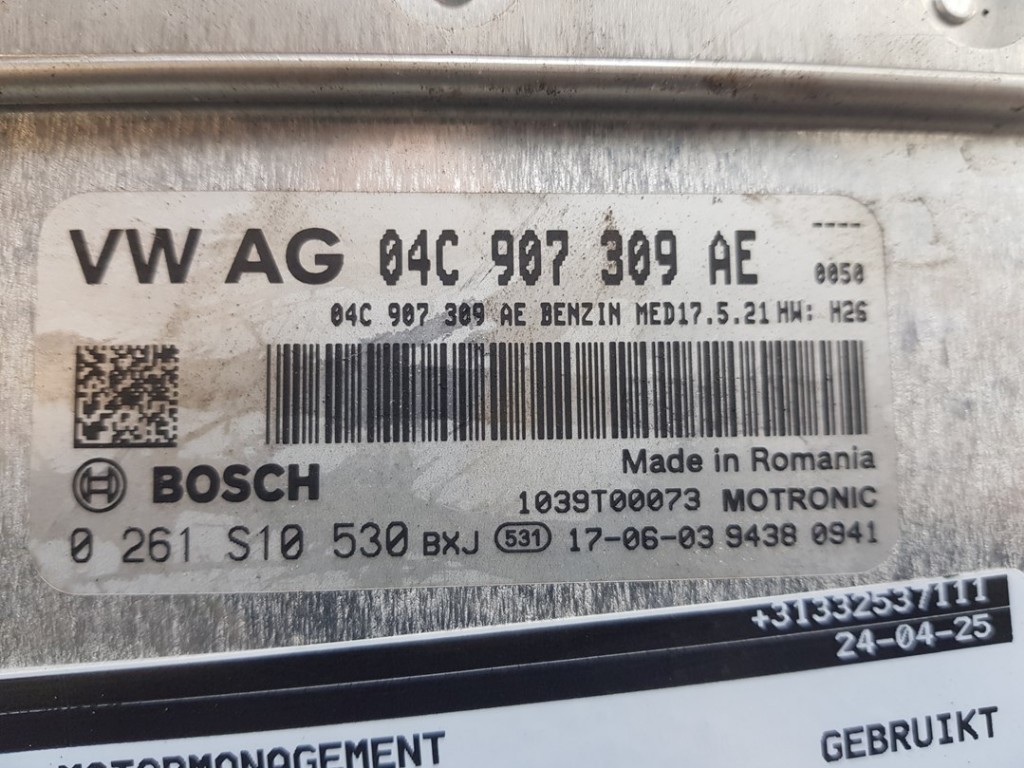 VW AG 04C 907 309 AE ----
0050
04C 907 309 AE BENZIN MED17.5.21 HW: H26
Made in Romania
BOSCH
1039T00073 MOTRONIC
0 261 S10 530 BXJ 531 17-06-03 9438 0941
+31332537111
24-04-25
MOTORMANAGEMENT
GEBRUIKT